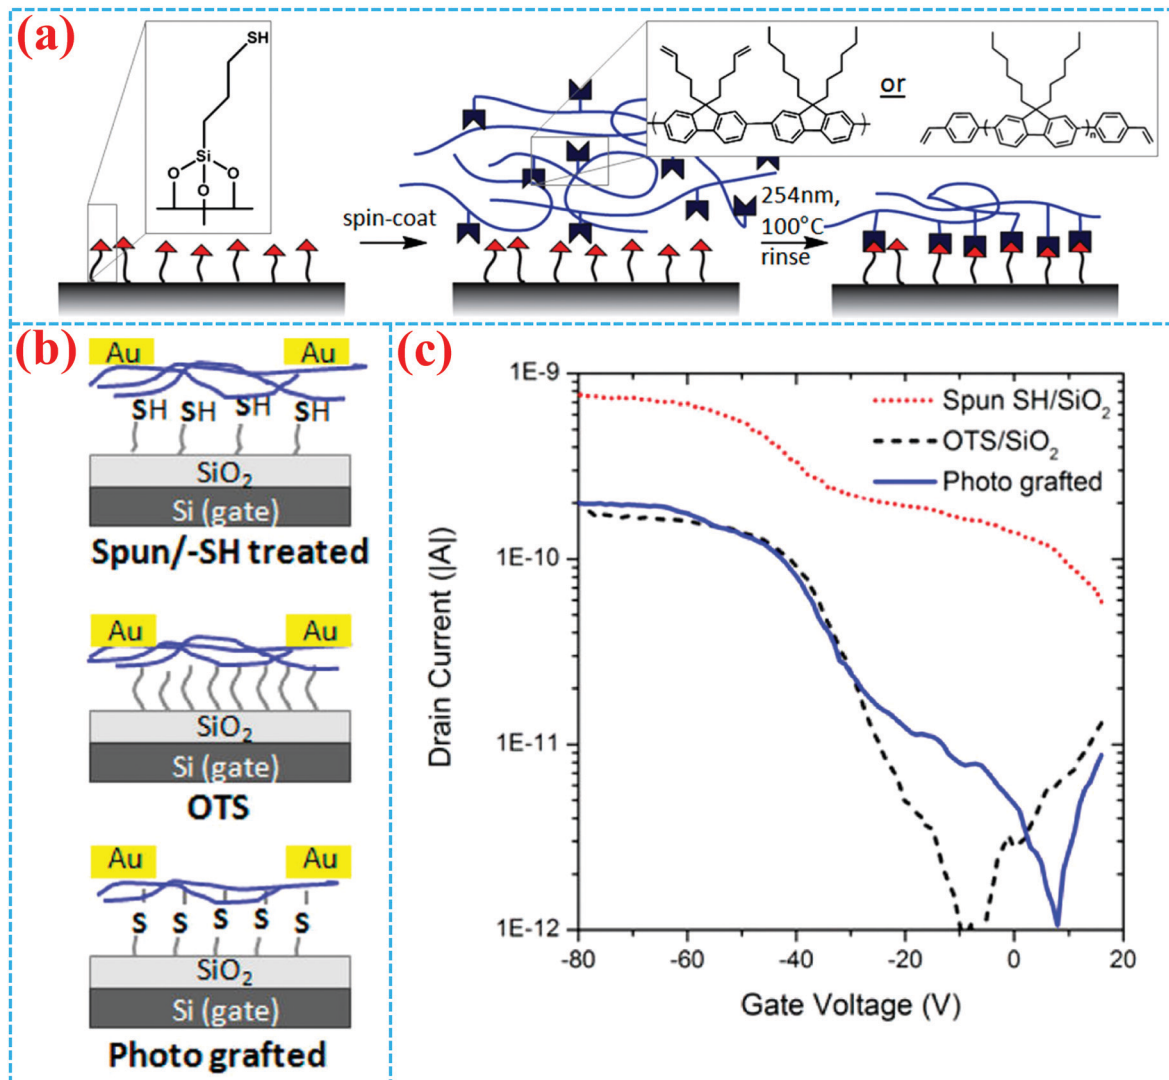 (a)
SH
Si
O
O
O
spin-coat
or
n
254nm,
100°C
rinse
(b)
Au
Au
SH
SH
SH
SH
SiO₂
Si (gate)
Spun/-SH treated
Au
Au
SiO₂
Si (gate)
OTS
Au
Au
S
S
S
S
S
SiO₂
Si (gate)
Photo grafted
(c)
Spun SH/SiO₂
OTS/SiO₂
Photo grafted
1E-9
1E-10
1E-11
1E-12
Drain Current (|A|)
-80
-60
-40
-20
0
20
Gate Voltage (V)